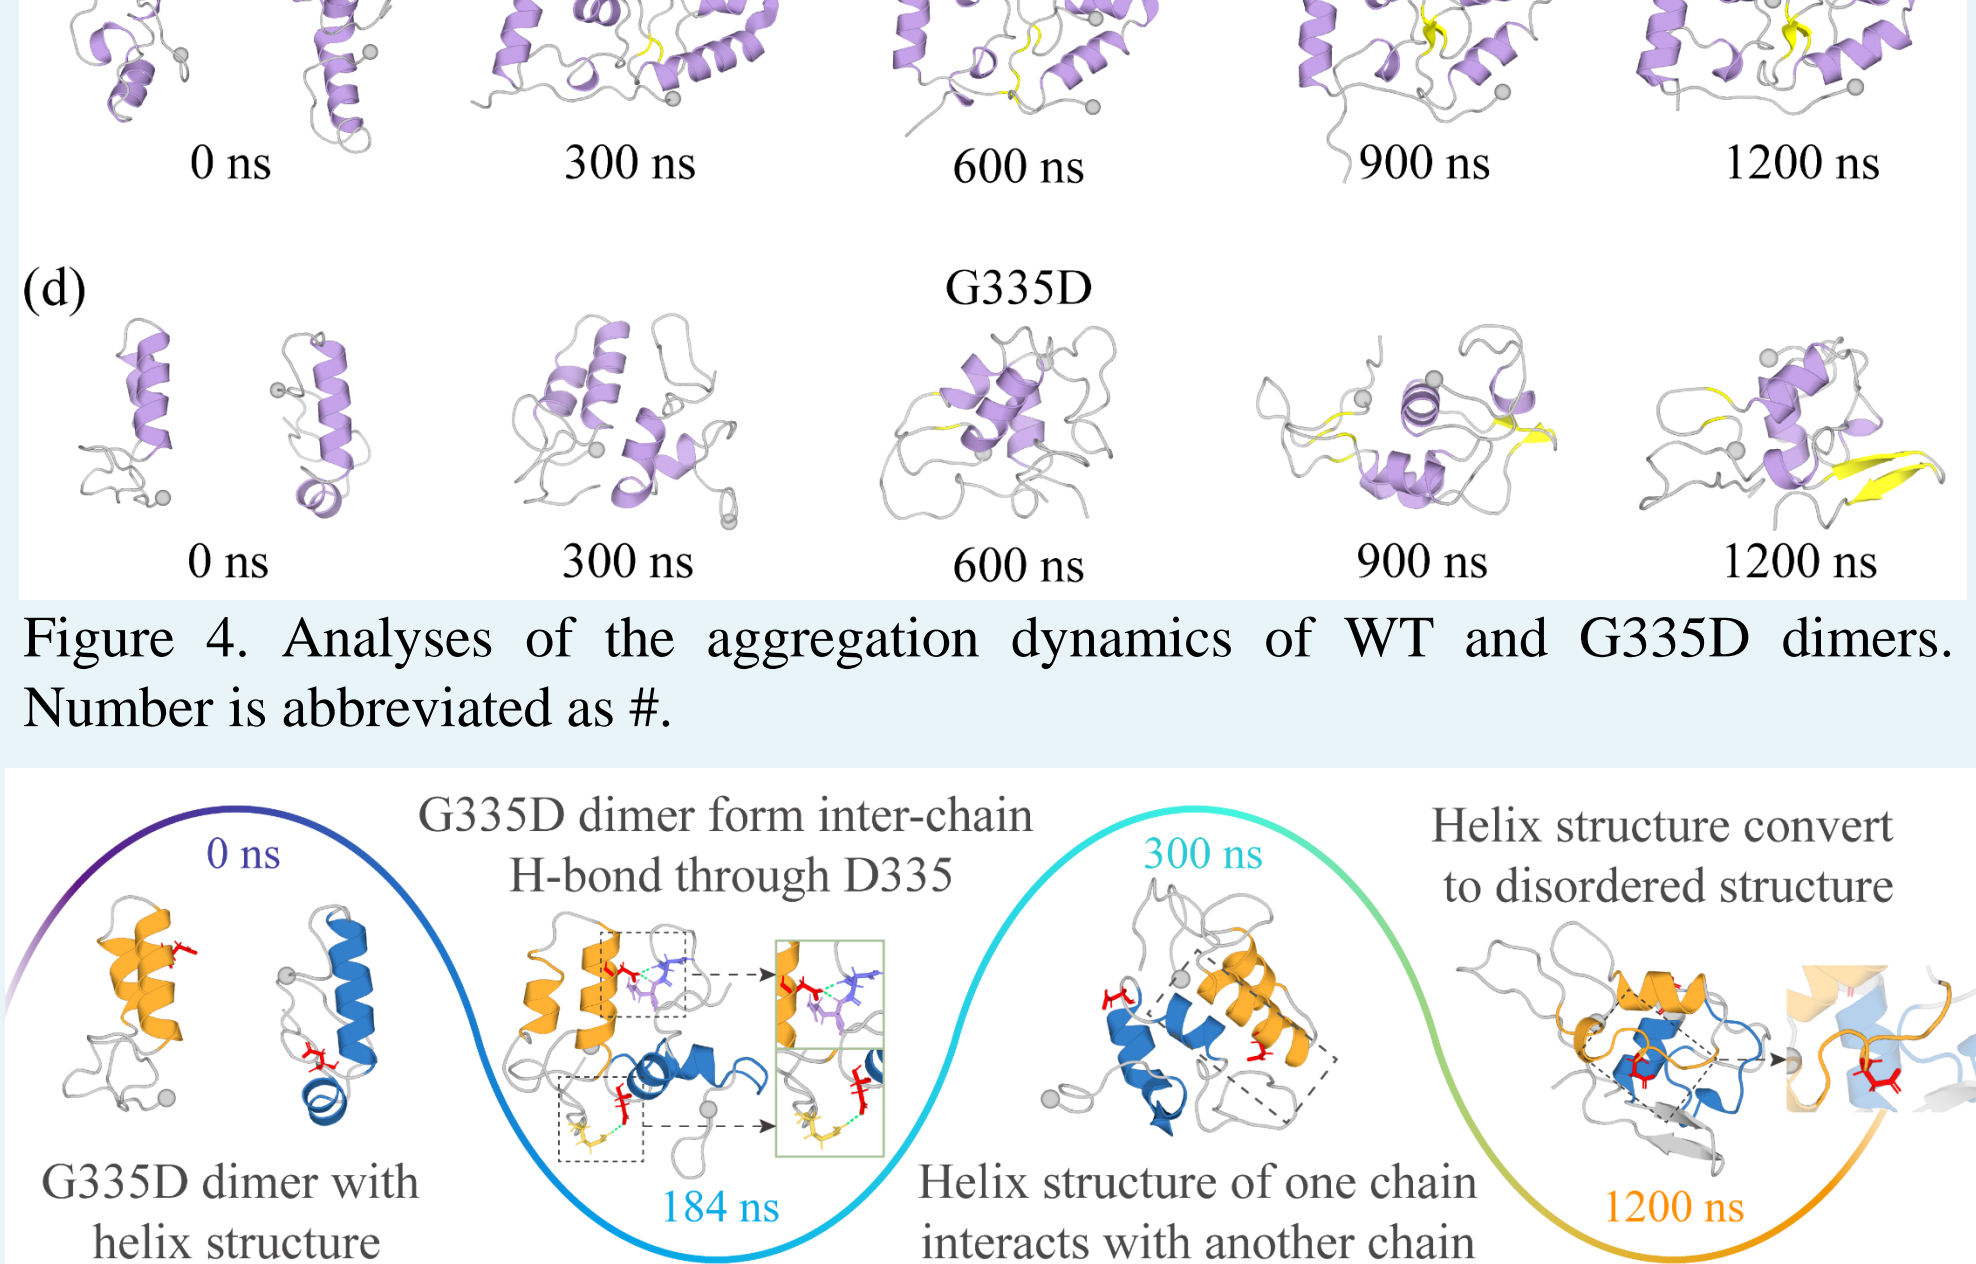 0 ns
300 ns
600 ns
900 ns
1200 ns
(d)
G335D
0 ns
300 ns
600 ns
900 ns
1200 ns
Figure 4. Analyses of the aggregation dynamics of WT and G335D dimers.
Number is abbreviated as #.
0 ns
G335D dimer with
helix structure
G335D dimer form inter-chain
H-bond through D335
184 ns
300 ns
Helix structure of one chain
interacts with another chain
Helix structure convert
to disordered structure
1200 ns